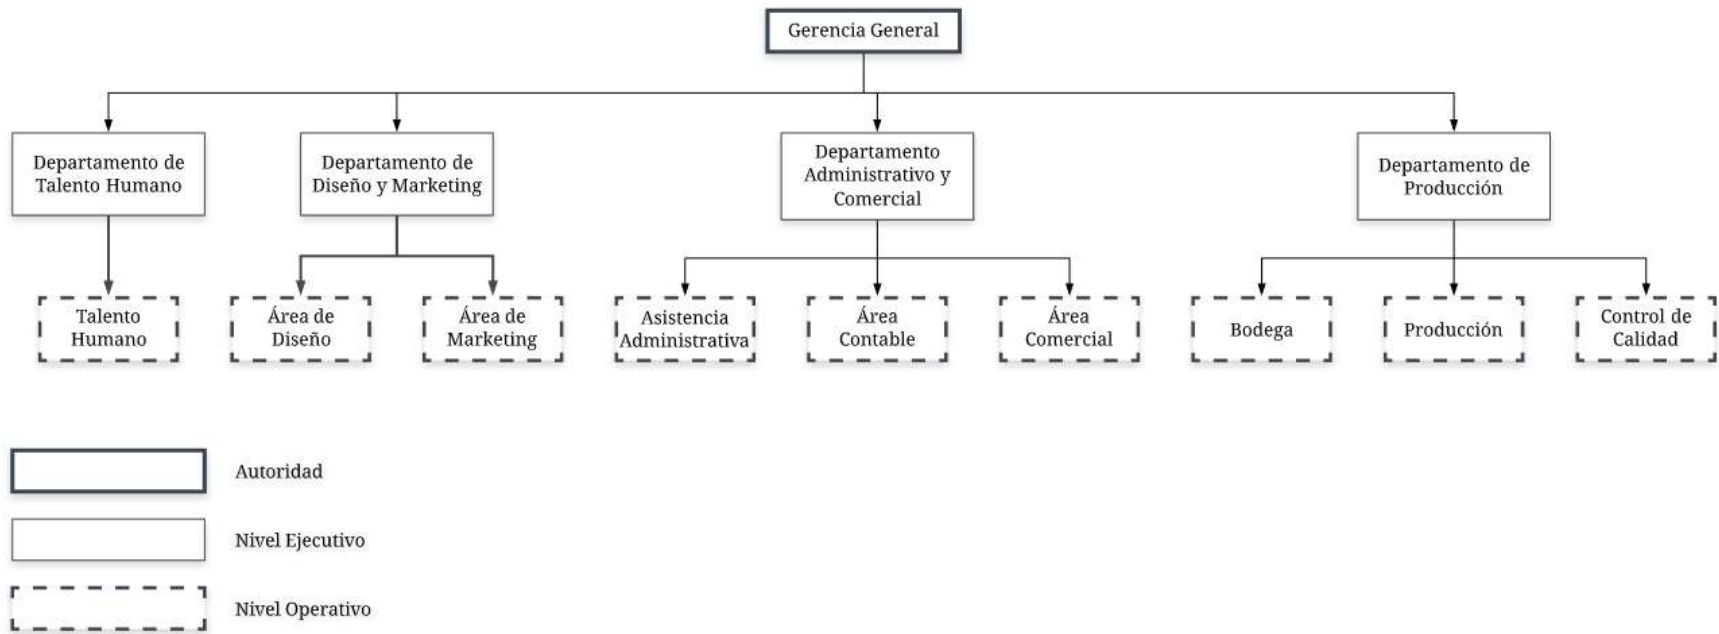 Gerencia General
Departamento de
Talento Humano
Departamento de
Diseño y Marketing
Departamento
Administrativo y
Comercial
Departamento de
Producción
Talento
Humano
Área de
Diseño
Área de
Marketing
Asistencia
Administrativa
Área
Contable
Área
Comercial
Bodega
Producción
Control de
Calidad
Autoridad
Nivel Ejecutivo
Nivel Operativo